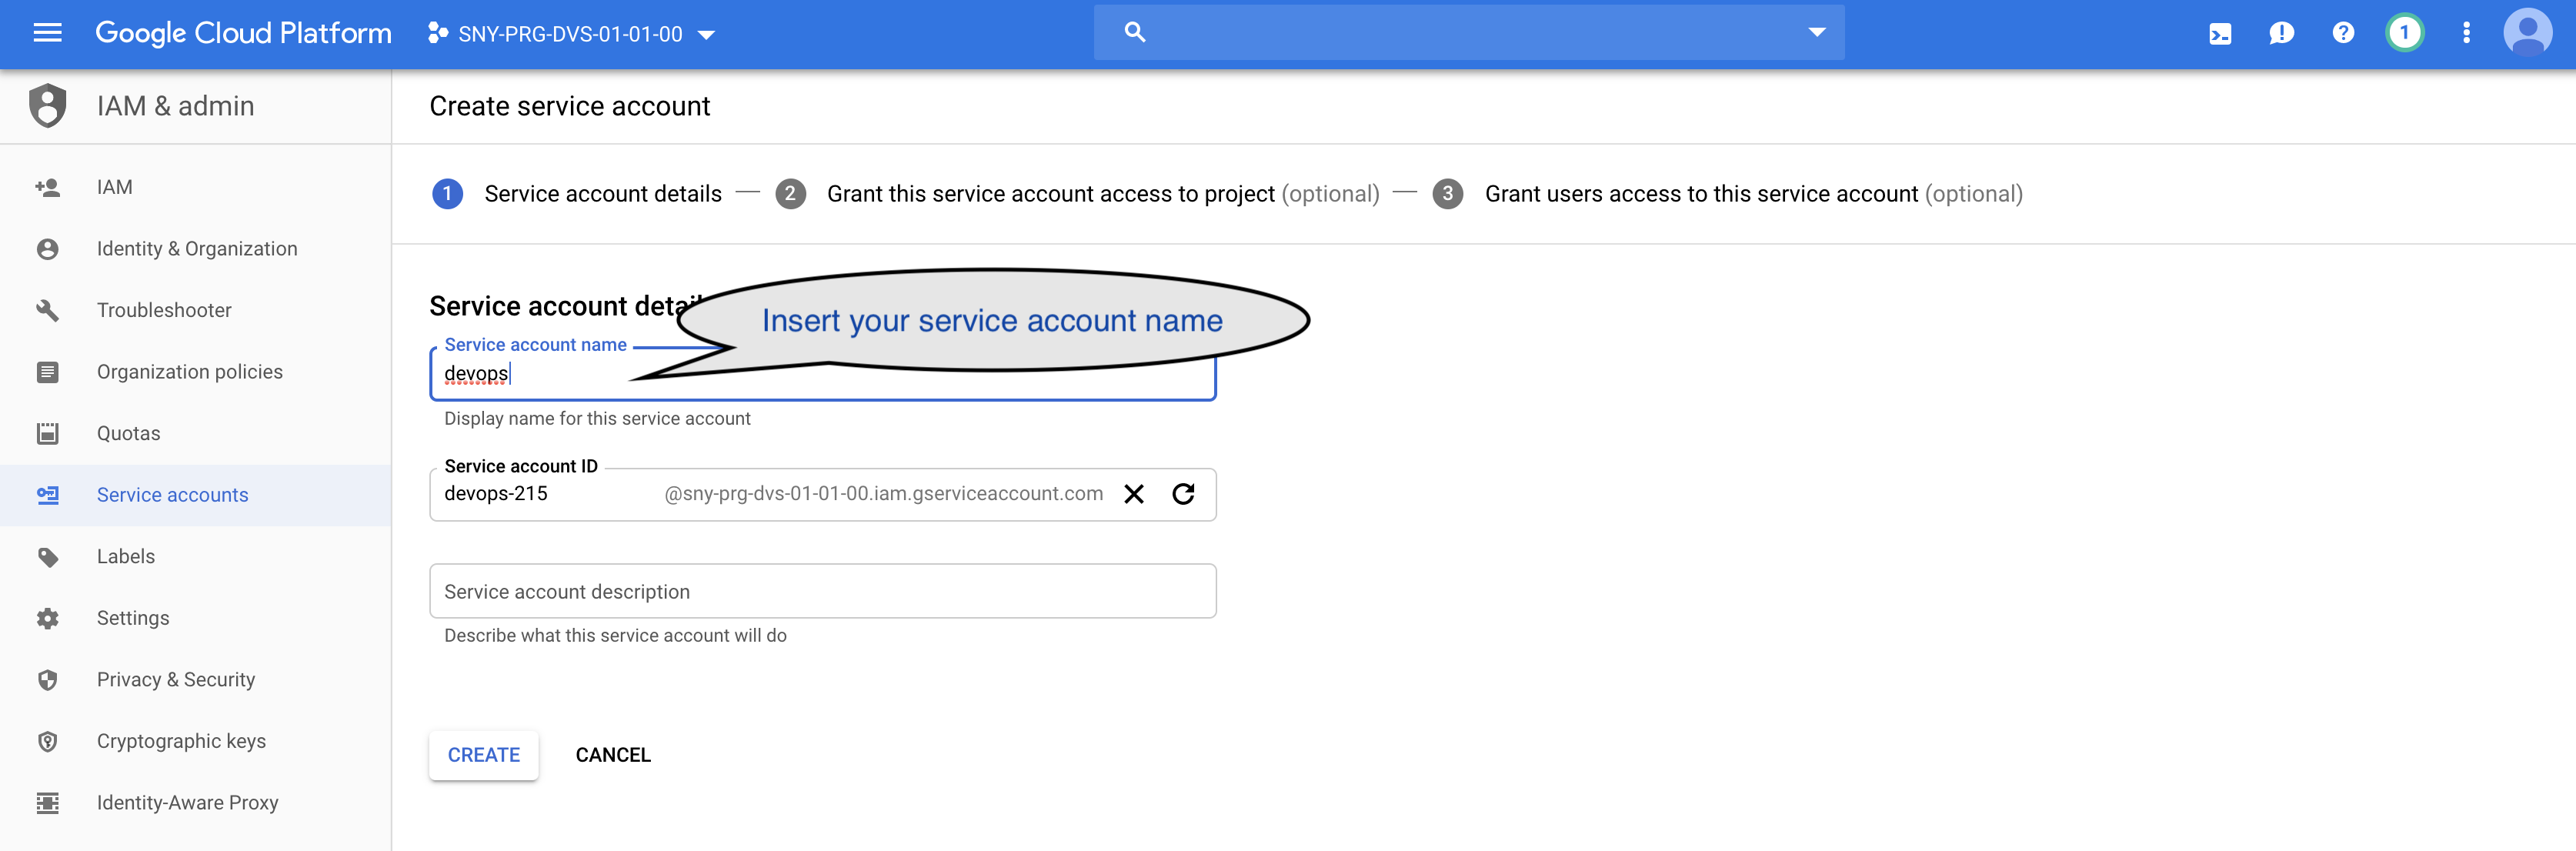 Google Cloud Platform
SNY-PRG-DVS-01-01-00
1
IAM & admin
Create service account
IAM
Identity & Organization
Troubleshooter
Organization policies
Quotas
Service accounts
Labels
Settings
Privacy & Security
Cryptographic keys
Identity-Aware Proxy
1 Service account details — 2 Grant this service account access to project (optional) — 3 Grant users access to this service account (optional)
Service account detai
Insert your service account name
Service account name
devops
Display name for this service account
Service account ID
devops-215 @sny-prg-dvs-01-01-00.iam.gserviceaccount.com
Service account description
Describe what this service account will do
CREATE CANCEL